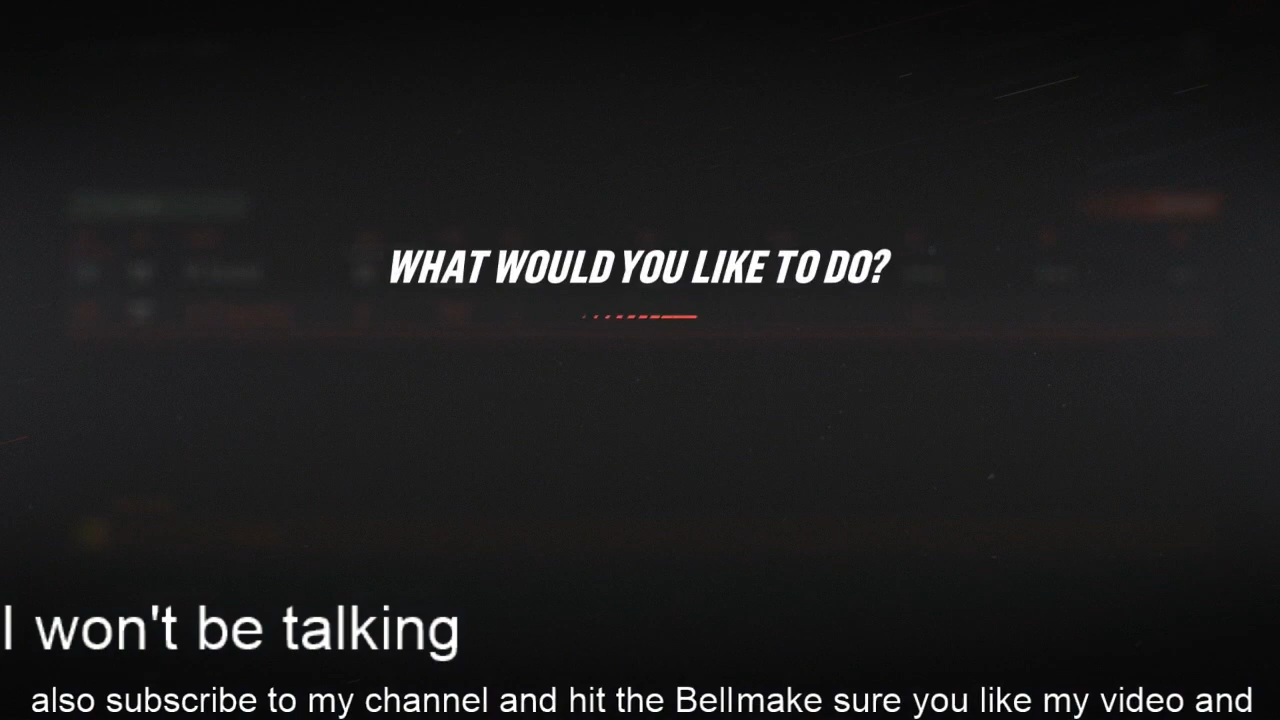 WHAT WOULD YOU LIKE TO DO?
I won't be talking
also subscribe to my channel and hit the Bellmake sure you like my video and